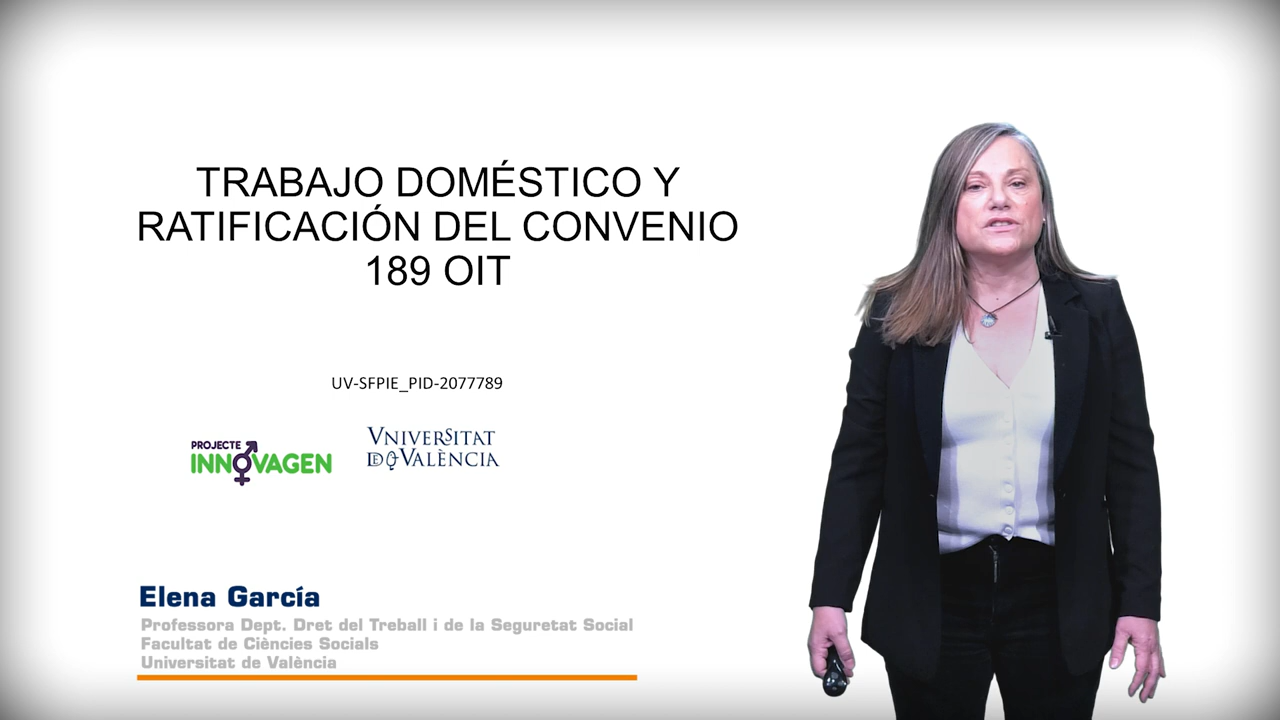 TRABAJO DOMÉSTICO Y
RATIFICACIÓN DEL CONVENIO
189 OIT
UV-SFPIE_PID-2077789
PROJECTE
INNOVAGEN
VNIVERSITAT
DE VALÈNCIA
Elena García
Professora Dept. Dret del Treball i de la Seguretat Social
Facultat de Ciències Socials
Universitat de València